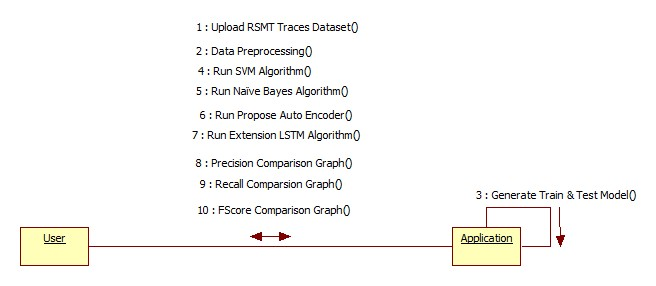 1 : Upload RSMT Traces Dataset()
2 : Data Preprocessing()
4 : Run SVM Algorithm()
5 : Run Naïve Bayes Algorithm()
6 : Run Propose Auto Encoder()
7 : Run Extension LSTM Algorithm()
8 : Precision Comparison Graph()
9 : Recall Comparsion Graph()
3 : Generate Train & Test Model()
10 : FScore Comparison Graph()
User
Application